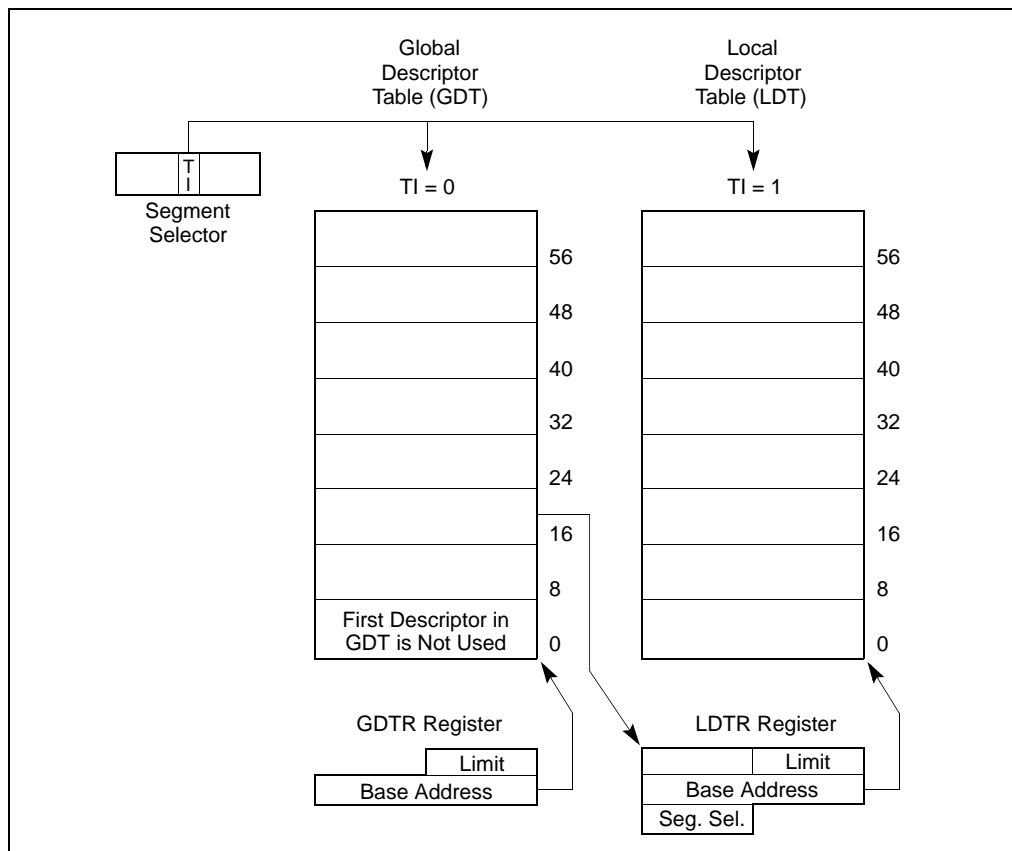 Global
Descriptor
Table (GDT)
Local
Descriptor
Table (LDT)
T
I
Segment
Selector
TI = 0
TI = 1
56
48
40
32
24
16
8
0
First Descriptor in
GDT is Not Used
56
48
40
32
24
16
8
0
GDTR Register
Limit
Base Address
LDTR Register
Limit
Base Address
Seg. Sel.